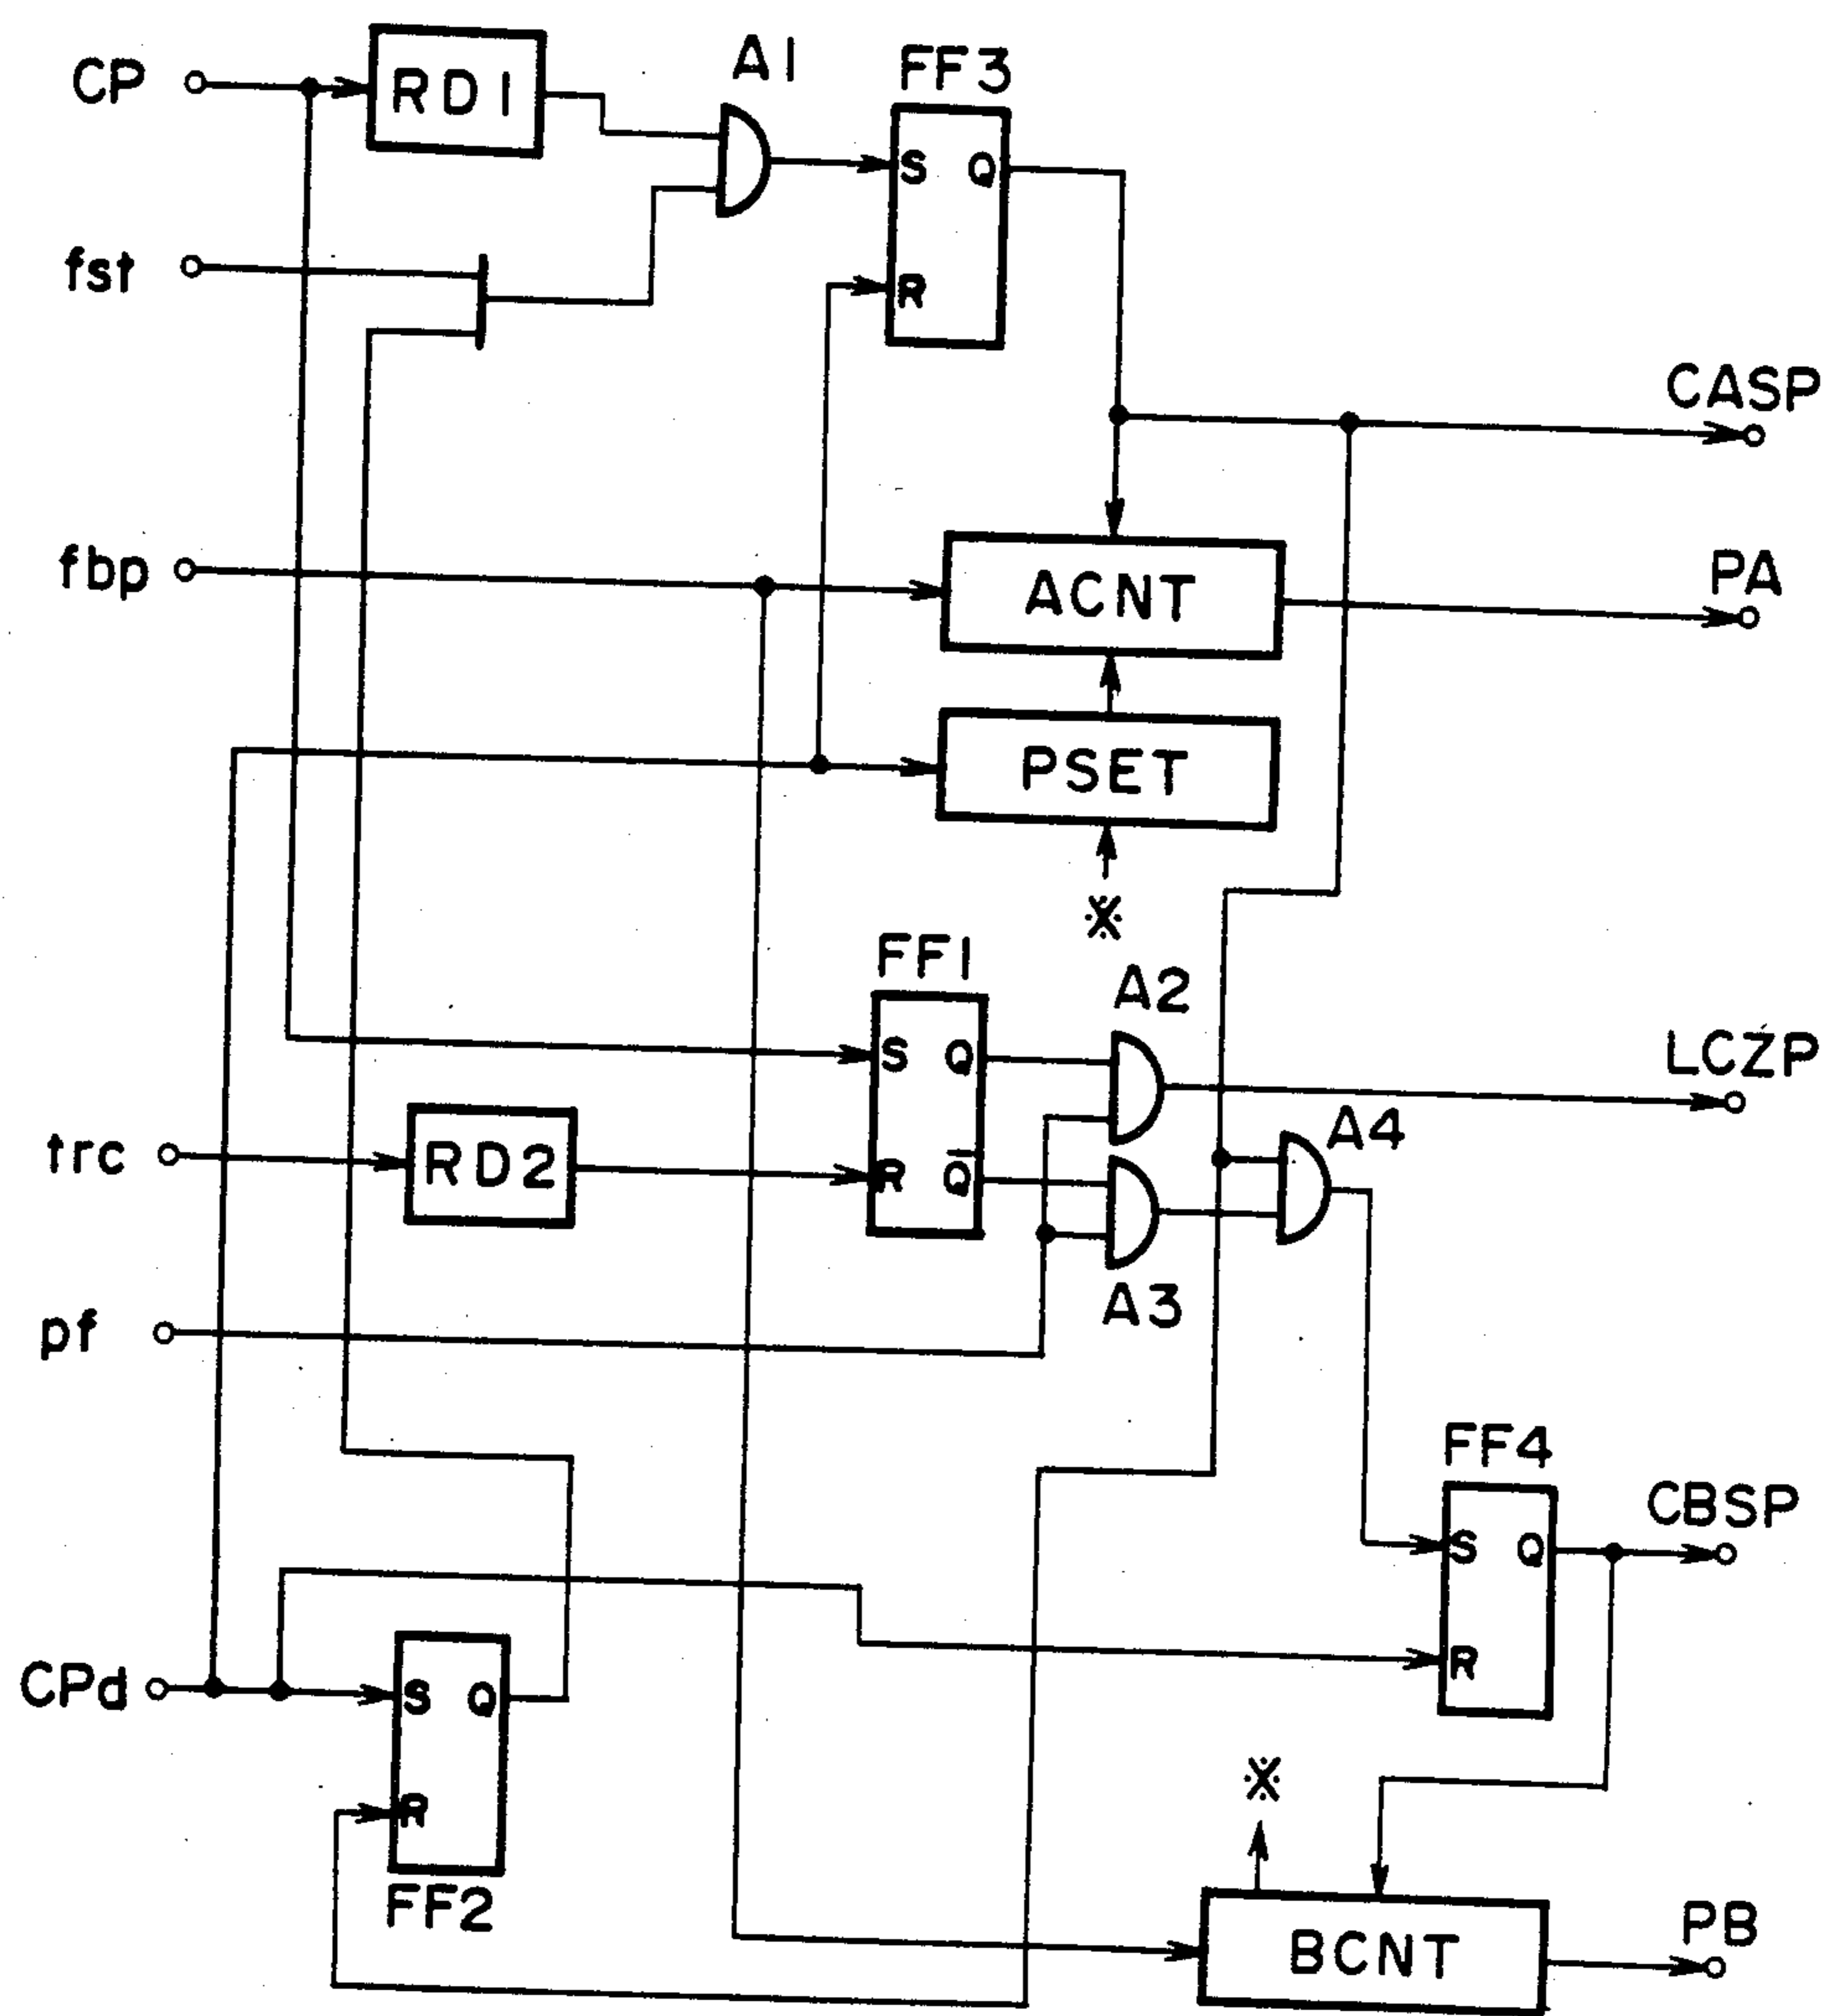 CP
RD1
A1
FF3
S Q
R
fst
CASP
fbp
ACNT
PA
PSET
※
FF1
A2
S Q
LCZP
trc
RD2
R Q̅
A4
A3
pf
FF4
CBSP
S Q
R
CPd
S Q
R
FF2
※
BCNT
PB